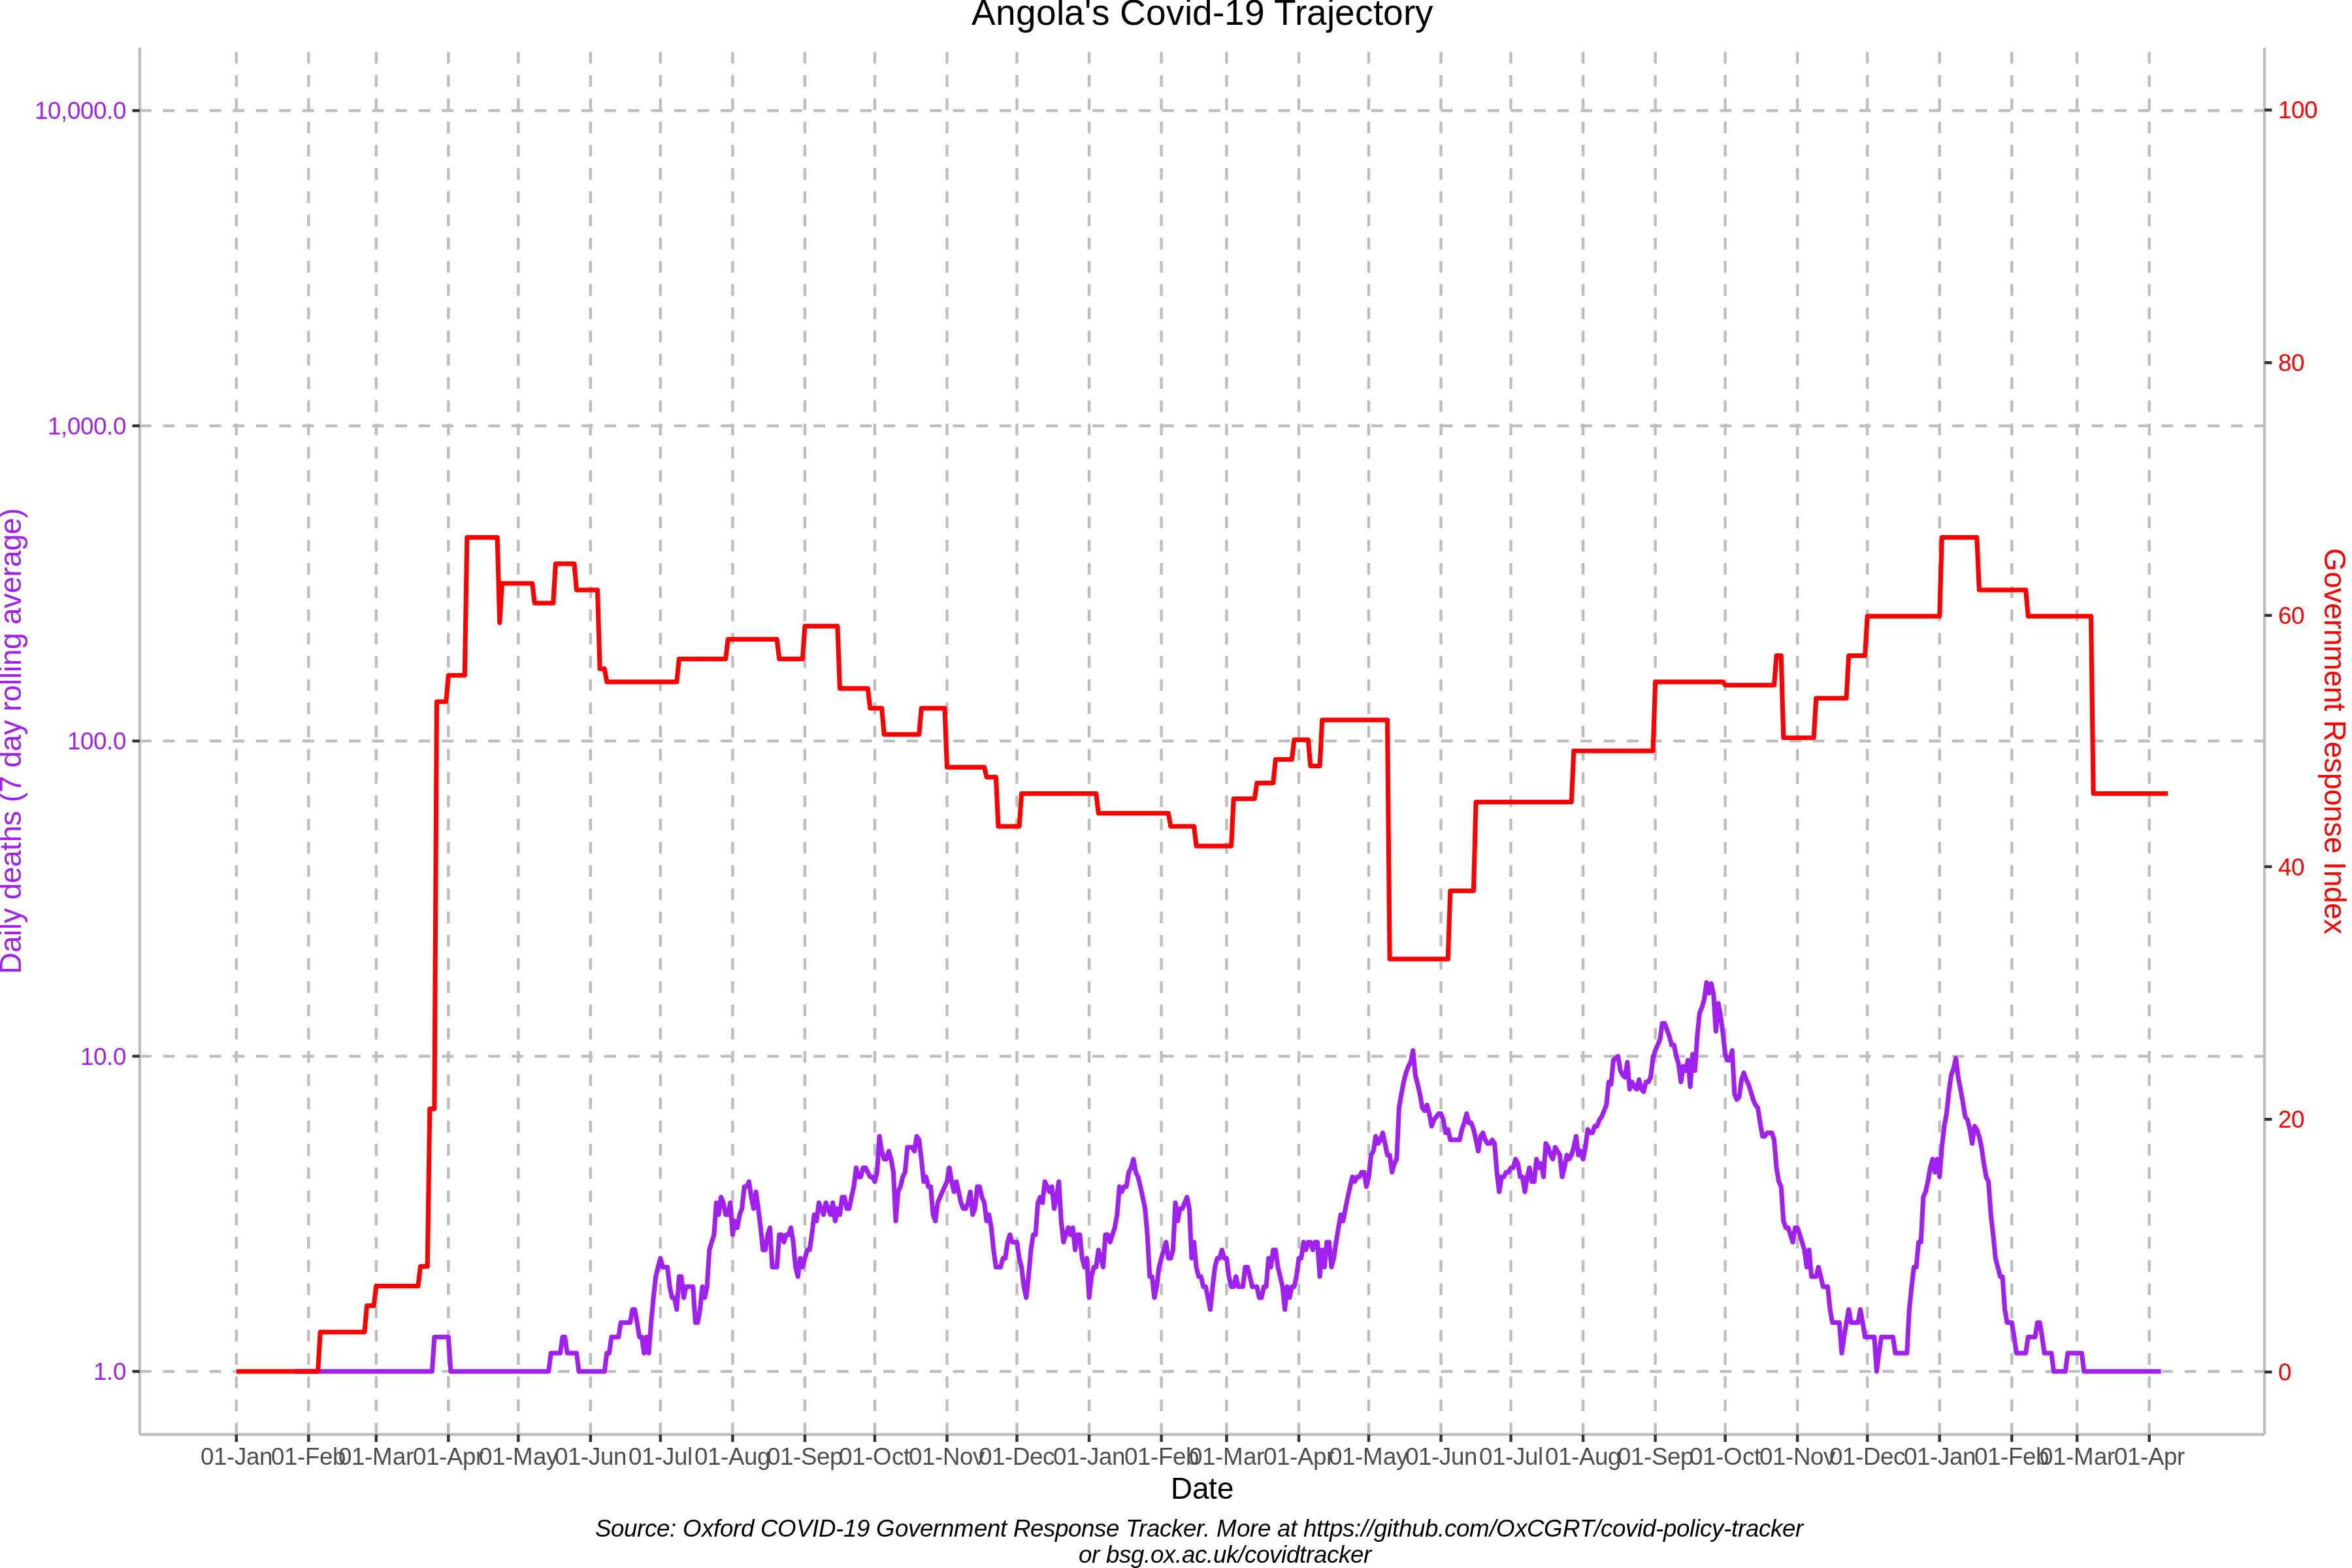 Angola's Covid-19 Trajectory
10,000.0
1,000.0
100.0
10.0
1.0
Daily deaths (7 day rolling average)
100
80
60
40
20
0
Government Response Index
01-Jan 01-Feb 01-Mar 01-Apr 01-May 01-Jun 01-Jul 01-Aug 01-Sep 01-Oct 01-Nov 01-Dec 01-Jan 01-Feb 01-Mar 01-Apr 01-May 01-Jun 01-Jul 01-Aug 01-Sep 01-Oct 01-Nov 01-Dec 01-Jan 01-Feb 01-Mar 01-Apr
Date
Source: Oxford COVID-19 Government Response Tracker. More at https://github.com/OxCGRT/covid-policy-tracker
or bsg.ox.ac.uk/covidtracker